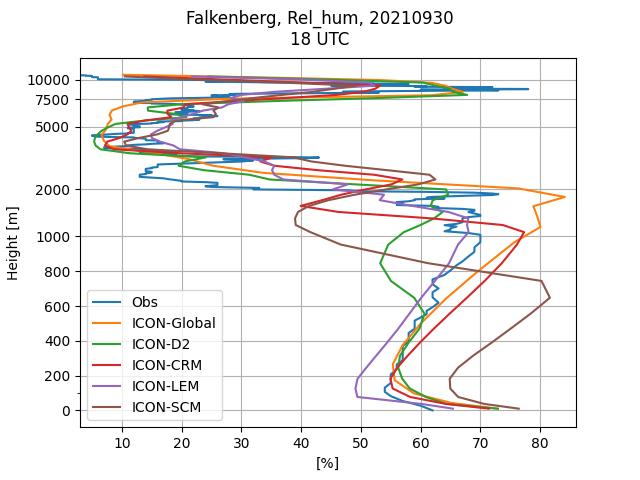 Falkenberg, Rel_hum, 20210930
18 UTC
10000
7500
5000
2000
1000
800
600
400
200
0
Height [m]
Obs
ICON-Global
ICON-D2
ICON-CRM
ICON-LEM
ICON-SCM
10 20 30 40 50 60 70 80
[%]